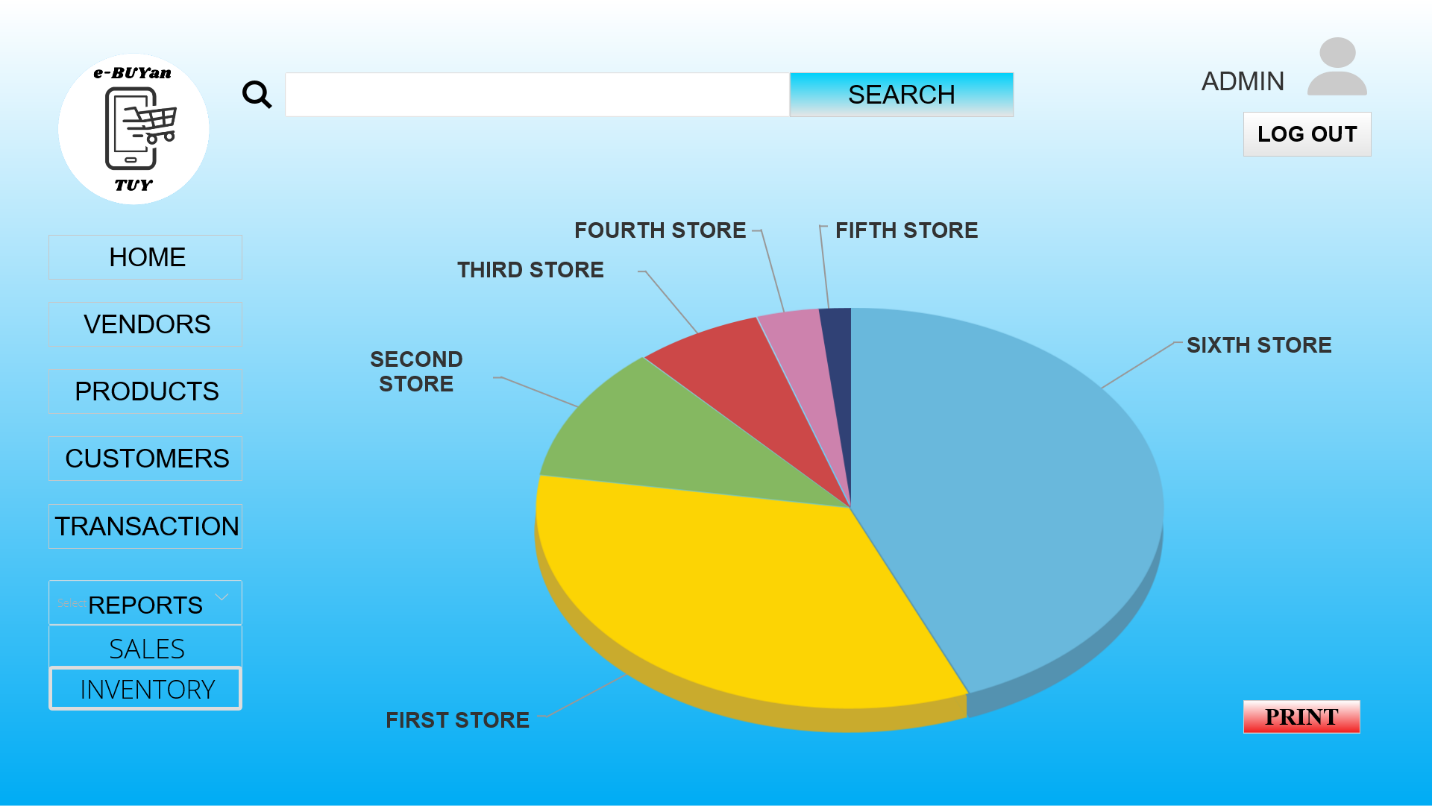 e-BUYan
TUY
SEARCH
ADMIN
LOG OUT
HOME
VENDORS
PRODUCTS
CUSTOMERS
TRANSACTION
Select
REPORTS
SALES
INVENTORY
FOURTH STORE
FIFTH STORE
THIRD STORE
SIXTH STORE
SECOND
STORE
FIRST STORE
PRINT